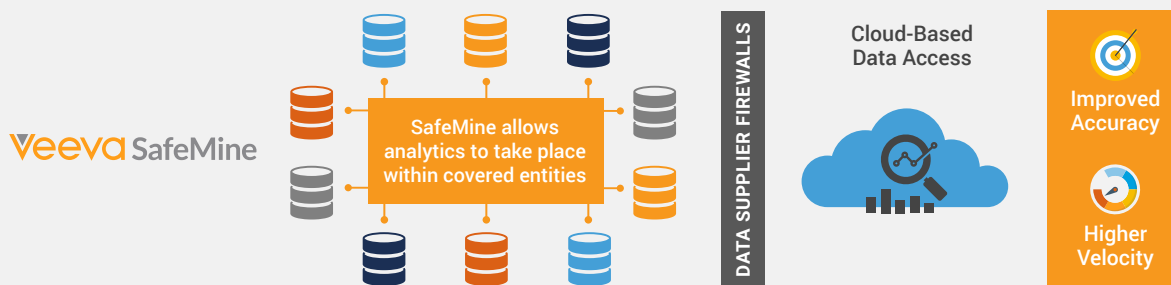 Veeva SafeMine
SafeMine allows
analytics to take place
within covered entities
DATA SUPPLIER FIREWALLS
Cloud-Based
Data Access
Improved
Accuracy
Higher
Velocity